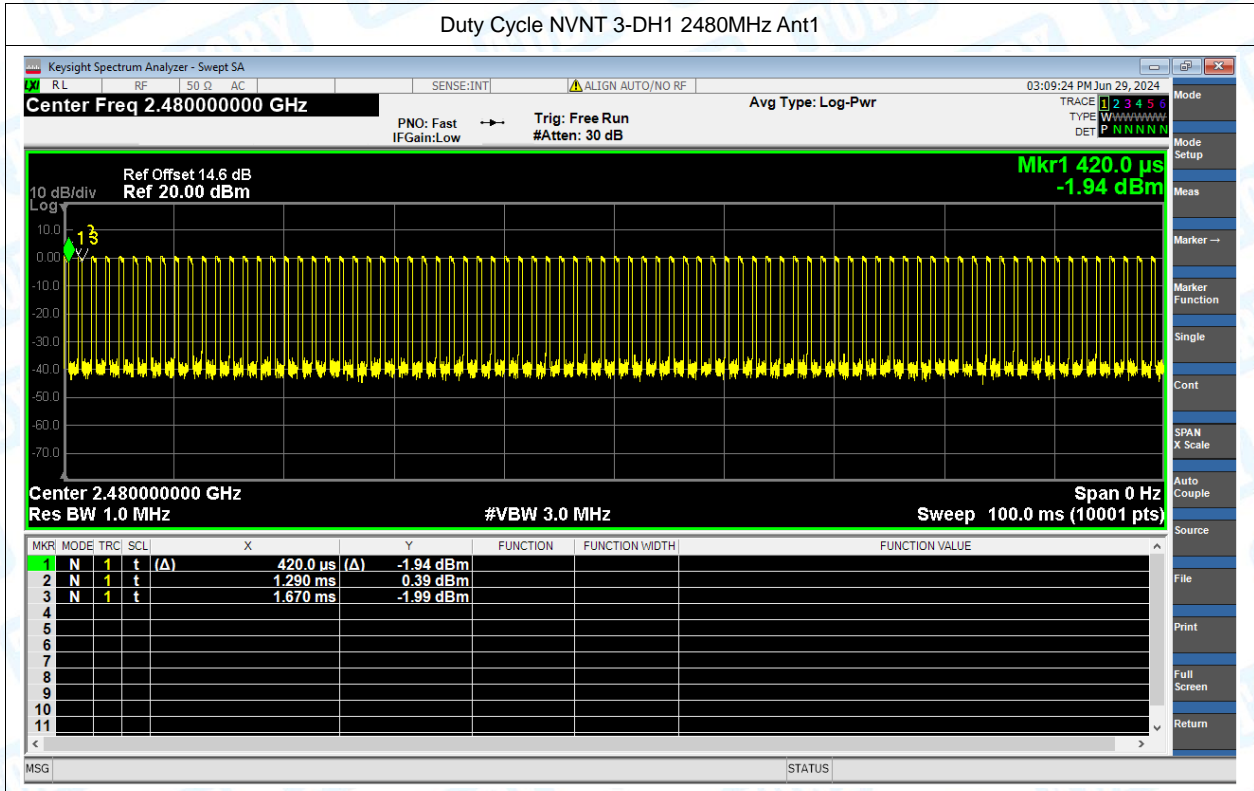 Duty Cycle NVNT 3-DH1 2480MHz Ant1
Keysight Spectrum Analyzer - Swept SA
LXI RL RF 50 Ω AC SENSE:INT ALIGN AUTO/NO RF 03:09:24 PM Jun 29, 2024
Center Freq 2.480000000 GHz Avg Type: Log-Pwr TRACE 1 2 3 4 5 6
PNO: Fast Trig: Free Run TYPE WWWWWWW
IFGain:Low #Atten: 30 dB DET P N N N N N
Mode
Mode Setup
Meas
Marker →
Marker Function
Single
Cont
SPAN X Scale
Auto Couple
Source
File
Print
Full Screen
Return
Mkr1 420.0 µs
-1.94 dBm
Ref Offset 14.6 dB
10 dB/div Ref 20.00 dBm
Log
10.0
0.00
-10.0
-20.0
-30.0
-40.0
-50.0
-60.0
-70.0
1 2 3
Center 2.480000000 GHz Span 0 Hz
Res BW 1.0 MHz #VBW 3.0 MHz Sweep 100.0 ms (10001 pts)
MKR MODE TRC SCL X Y FUNCTION FUNCTION WIDTH FUNCTION VALUE
1 N 1 t (Δ) 420.0 µs (Δ) -1.94 dBm
2 N 1 t 1.290 ms 0.39 dBm
3 N 1 t 1.670 ms -1.99 dBm
4
5
6
7
8
9
10
11
MSG STATUS